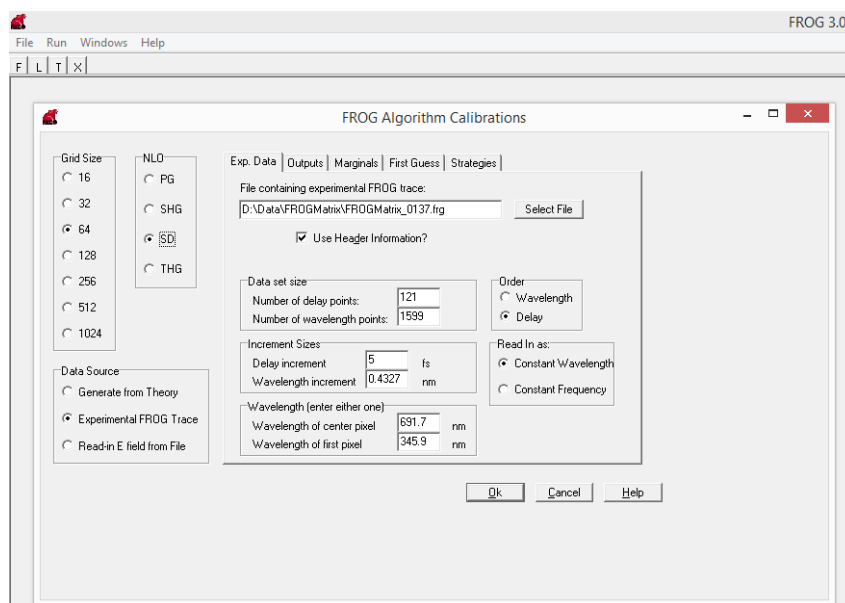 FROG 3.0
File Run Windows Help
F L T X
FROG Algorithm Calibrations
Grid Size
16
32
64
128
256
512
1024
NLO
PG
SHG
SD
THG
Data Source
Generate from Theory
Experimental FROG Trace
Read-in E field from File
Exp. Data Outputs Marginals First Guess Strategies
File containing experimental FROG trace:
D:\Data\FROGMatrix\FROGMatrix_0137.frg Select File
Use Header Information?
Data set size
Number of delay points: 121
Number of wavelength points: 1599
Order
Wavelength
Delay
Increment Sizes
Delay increment 5 fs
Wavelength increment 0.4327 nm
Read In as:
Constant Wavelength
Constant Frequency
Wavelength (enter either one)
Wavelength of center pixel 691.7 nm
Wavelength of first pixel 345.9 nm
Ok Cancel Help